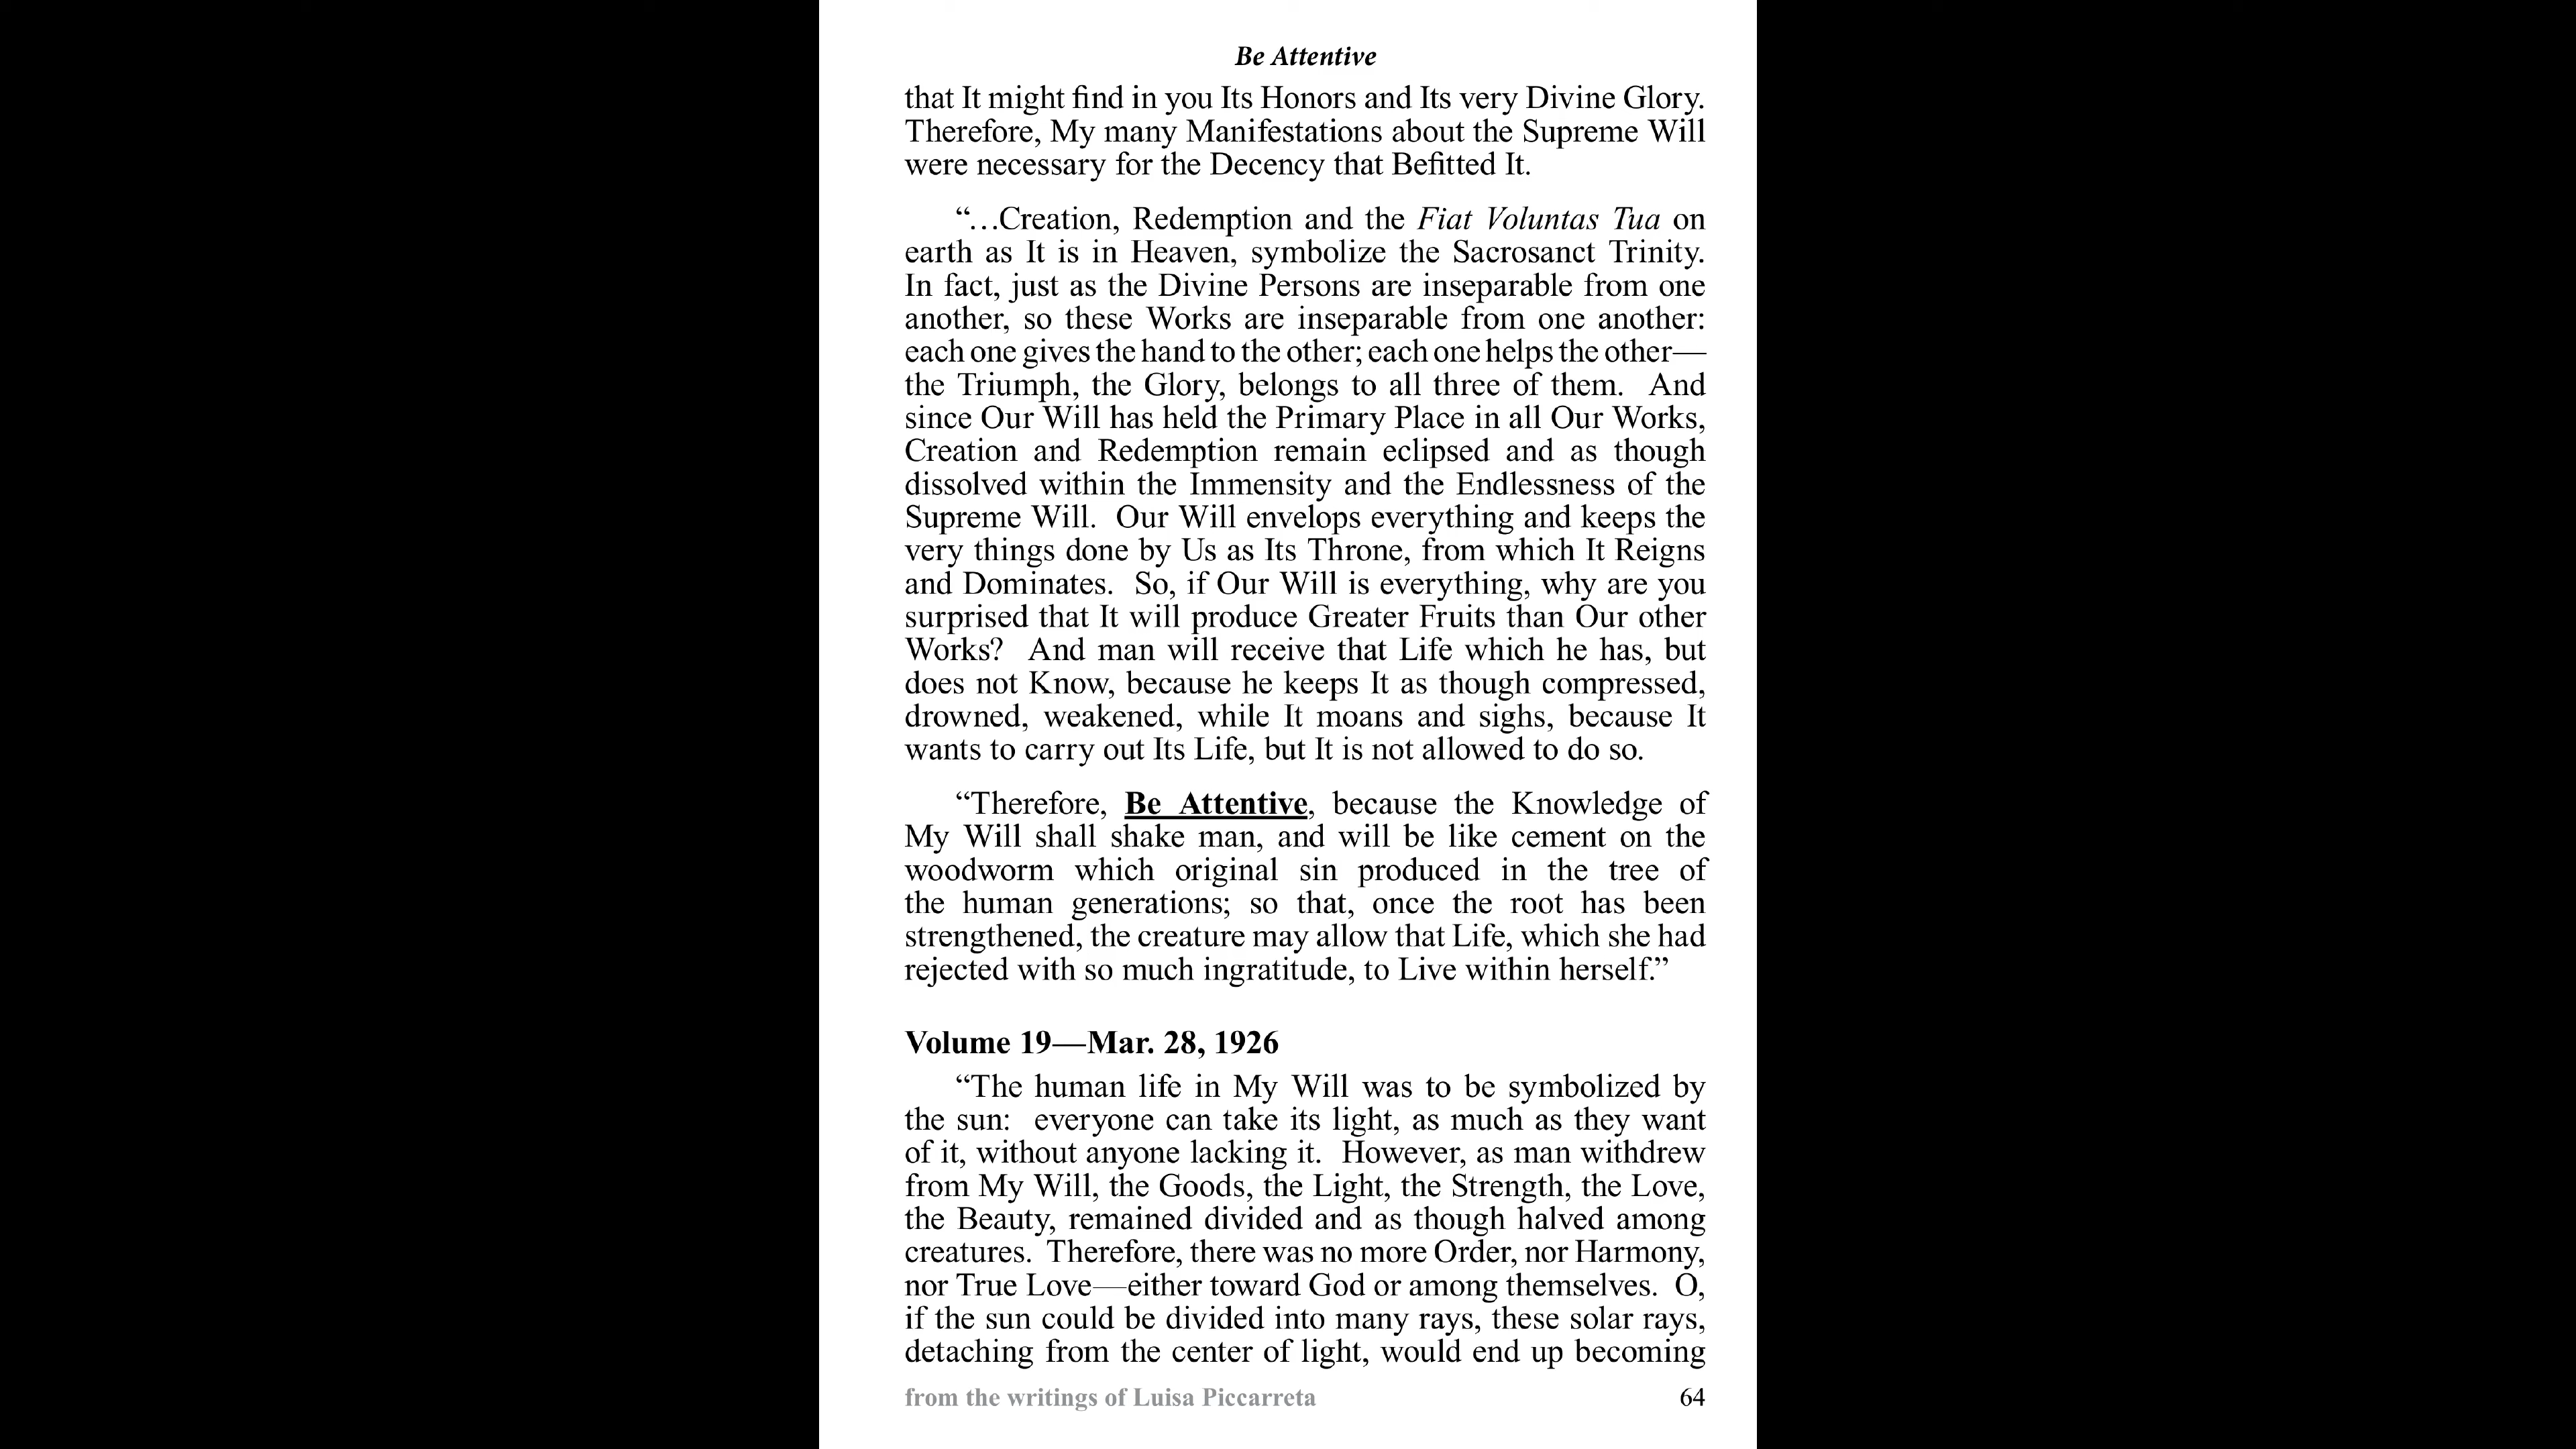 Be Attentive
that It might find in you Its Honors and Its very Divine Glory.
Therefore, My many Manifestations about the Supreme Will
were necessary for the Decency that Befitted It.
“…Creation, Redemption and the Fiat Voluntas Tua on
earth as It is in Heaven, symbolize the Sacrosanct Trinity.
In fact, just as the Divine Persons are inseparable from one
another, so these Works are inseparable from one another:
each one gives the hand to the other; each one helps the other—
the Triumph, the Glory, belongs to all three of them.  And
since Our Will has held the Primary Place in all Our Works,
Creation and Redemption remain eclipsed and as though
dissolved within the Immensity and the Endlessness of the
Supreme Will.  Our Will envelops everything and keeps the
very things done by Us as Its Throne, from which It Reigns
and Dominates.  So, if Our Will is everything, why are you
surprised that It will produce Greater Fruits than Our other
Works?  And man will receive that Life which he has, but
does not Know, because he keeps It as though compressed,
drowned, weakened, while It moans and sighs, because It
wants to carry out Its Life, but It is not allowed to do so.
“Therefore, Be Attentive, because the Knowledge of
My Will shall shake man, and will be like cement on the
woodworm which original sin produced in the tree of
the human generations; so that, once the root has been
strengthened, the creature may allow that Life, which she had
rejected with so much ingratitude, to Live within herself.”
Volume 19—Mar. 28, 1926
“The human life in My Will was to be symbolized by
the sun:  everyone can take its light, as much as they want
of it, without anyone lacking it.  However, as man withdrew
from My Will, the Goods, the Light, the Strength, the Love,
the Beauty, remained divided and as though halved among
creatures.  Therefore, there was no more Order, nor Harmony,
nor True Love—either toward God or among themselves.  O,
if the sun could be divided into many rays, these solar rays,
detaching from the center of light, would end up becoming
from the writings of Luisa Piccarreta 64